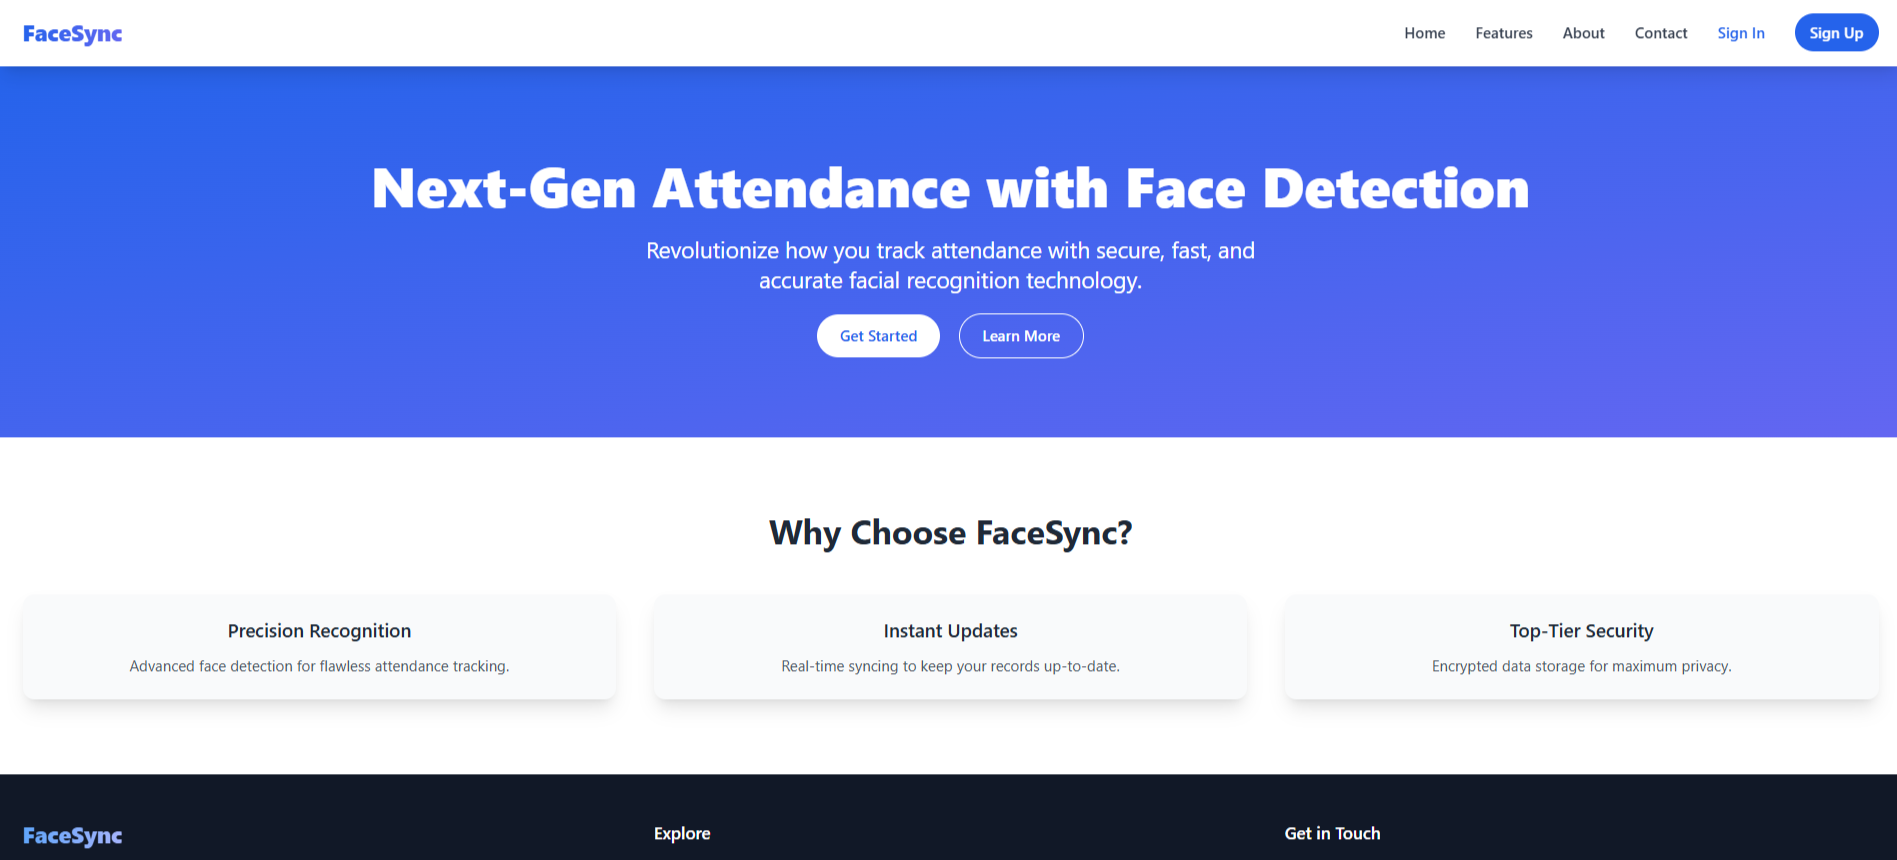 FaceSync
Home
Features
About
Contact
Sign In
Sign Up
Next-Gen Attendance with Face Detection
Revolutionize how you track attendance with secure, fast, and
accurate facial recognition technology.
Get Started
Learn More
Why Choose FaceSync?
Precision Recognition
Advanced face detection for flawless attendance tracking.
Instant Updates
Real-time syncing to keep your records up-to-date.
Top-Tier Security
Encrypted data storage for maximum privacy.
FaceSync
Explore
Get in Touch